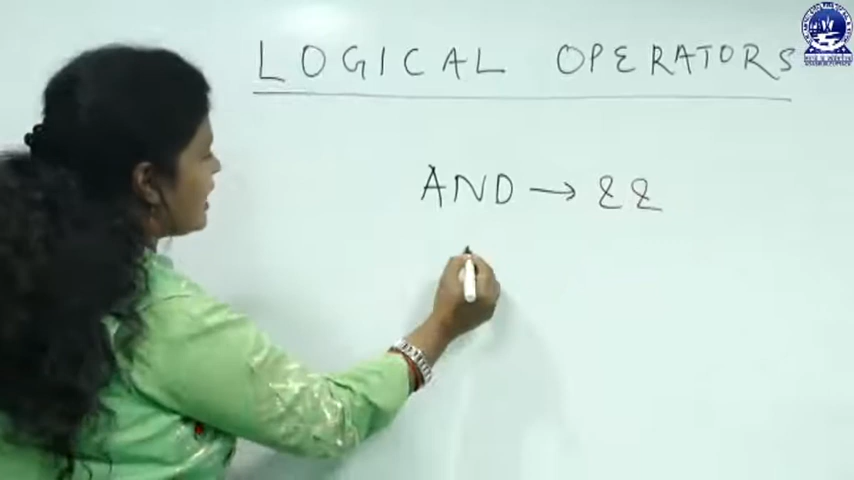 LOGICAL OPERATORS
AND → &&